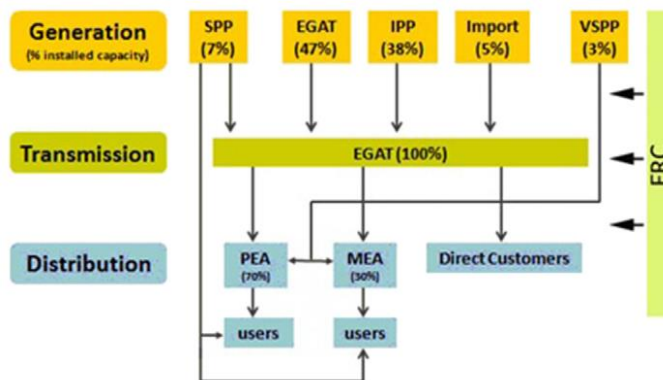 Generation
(% installed capacity)
SPP
(7%)
EGAT
(47%)
IPP
(38%)
Import
(5%)
VSPP
(3%)
Transmission
EGAT (100%)
ERC
Distribution
PEA
(70%)
MEA
(30%)
Direct Customers
users
users